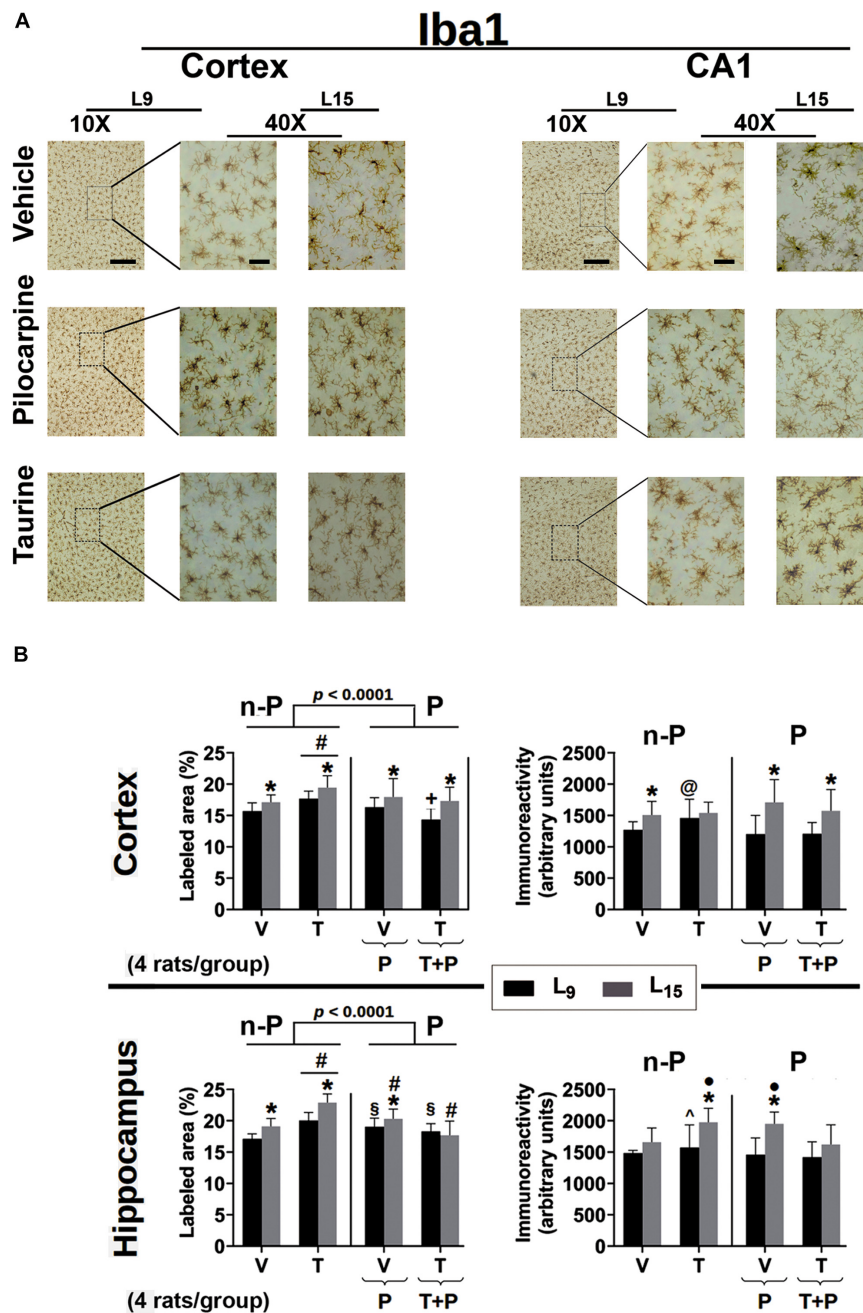 A
Iba1
Cortex CA1
L9 L15 L9 L15
10X 40X 10X 40X
Vehicle
Pilocarpine
Taurine
B
Cortex
p < 0.0001
n-P P
#
* * * + *
Labeled area (%)
25
20
15
10
5
0
V T V T
P T+P
(4 rats/group)
n-P P
* @ * *
Immunoreactivity
(arbitrary units)
2500
2000
1500
1000
500
0
V T V T
P T+P
L9 L15
Hippocampus
p < 0.0001
n-P P
# #
* * § * § #
Labeled area (%)
25
20
15
10
5
0
V T V T
P T+P
(4 rats/group)
n-P P
• •
^ * *
Immunoreactivity
(arbitrary units)
2500
2000
1500
1000
500
0
V T V T
P T+P